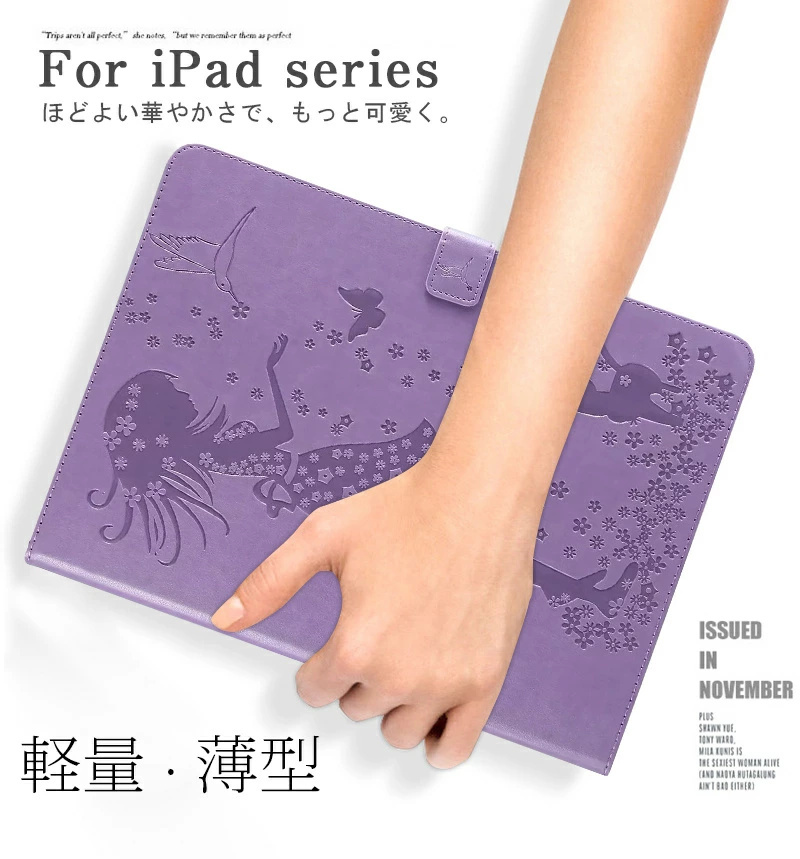 “Trips aren't all perfect,” she notes, “but we remember them as perfect
For iPad series
ほどよい華やかさで、もっと可愛く。
ISSUED
IN
NOVEMBER
PLUS
SHAWN YUE,
TONY WARD,
MILA KUNIS IS
THE SEXIEST WOMAN ALIVE
(AND NADYA HUTAGALUNG
AIN'T BAD EITHER)
軽量・薄型